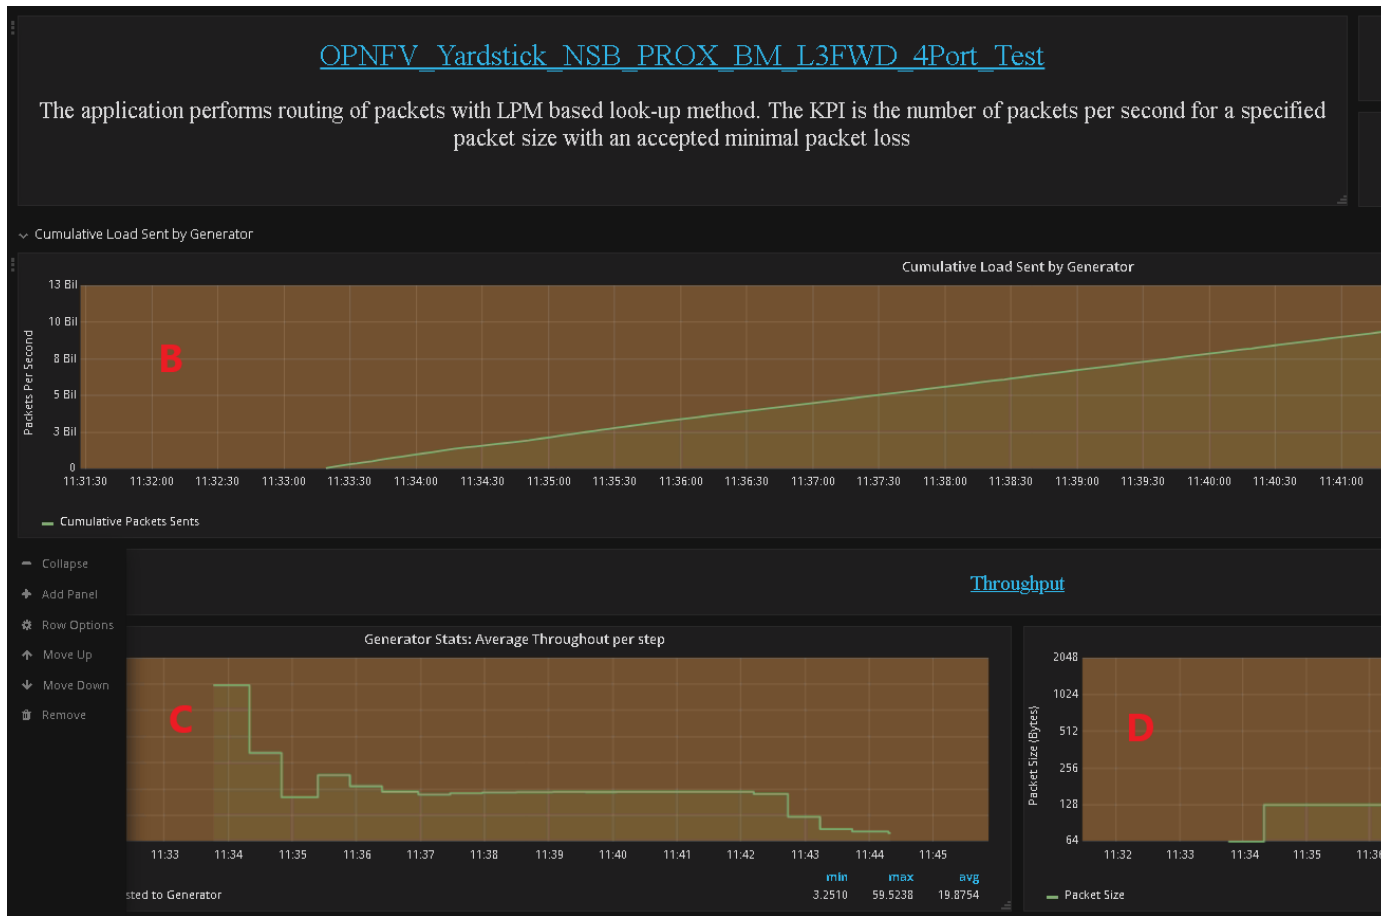 OPNFV_Yardstick_NSB_PROX_BM_L3FWD_4Port_Test
The application performs routing of packets with LPM based look-up method. The KPI is the number of packets per second for a specified
packet size with an accepted minimal packet loss
Cumulative Load Sent by Generator
Cumulative Load Sent by Generator
13 Bil
10 Bil
8 Bil
5 Bil
3 Bil
0
Packets Per Second
B
11:31:30 11:32:00 11:32:30 11:33:00 11:33:30 11:34:00 11:34:30 11:35:00 11:35:30 11:36:00 11:36:30 11:37:00 11:37:30 11:38:00 11:38:30 11:39:00 11:39:30 11:40:00 11:40:30 11:41:00
Cumulative Packets Sents
Collapse
Add Panel
Row Options
Move Up
Move Down
Remove
Throughput
Generator Stats: Average Throughout per step
C
11:33 11:34 11:35 11:36 11:37 11:38 11:39 11:40 11:41 11:42 11:43 11:44 11:45
min max avg
sted to Generator 3.2510 59.5238 19.8754
2048
1024
512
256
128
64
Packet Size (Bytes)
D
11:32 11:33 11:34 11:35 11:36
Packet Size